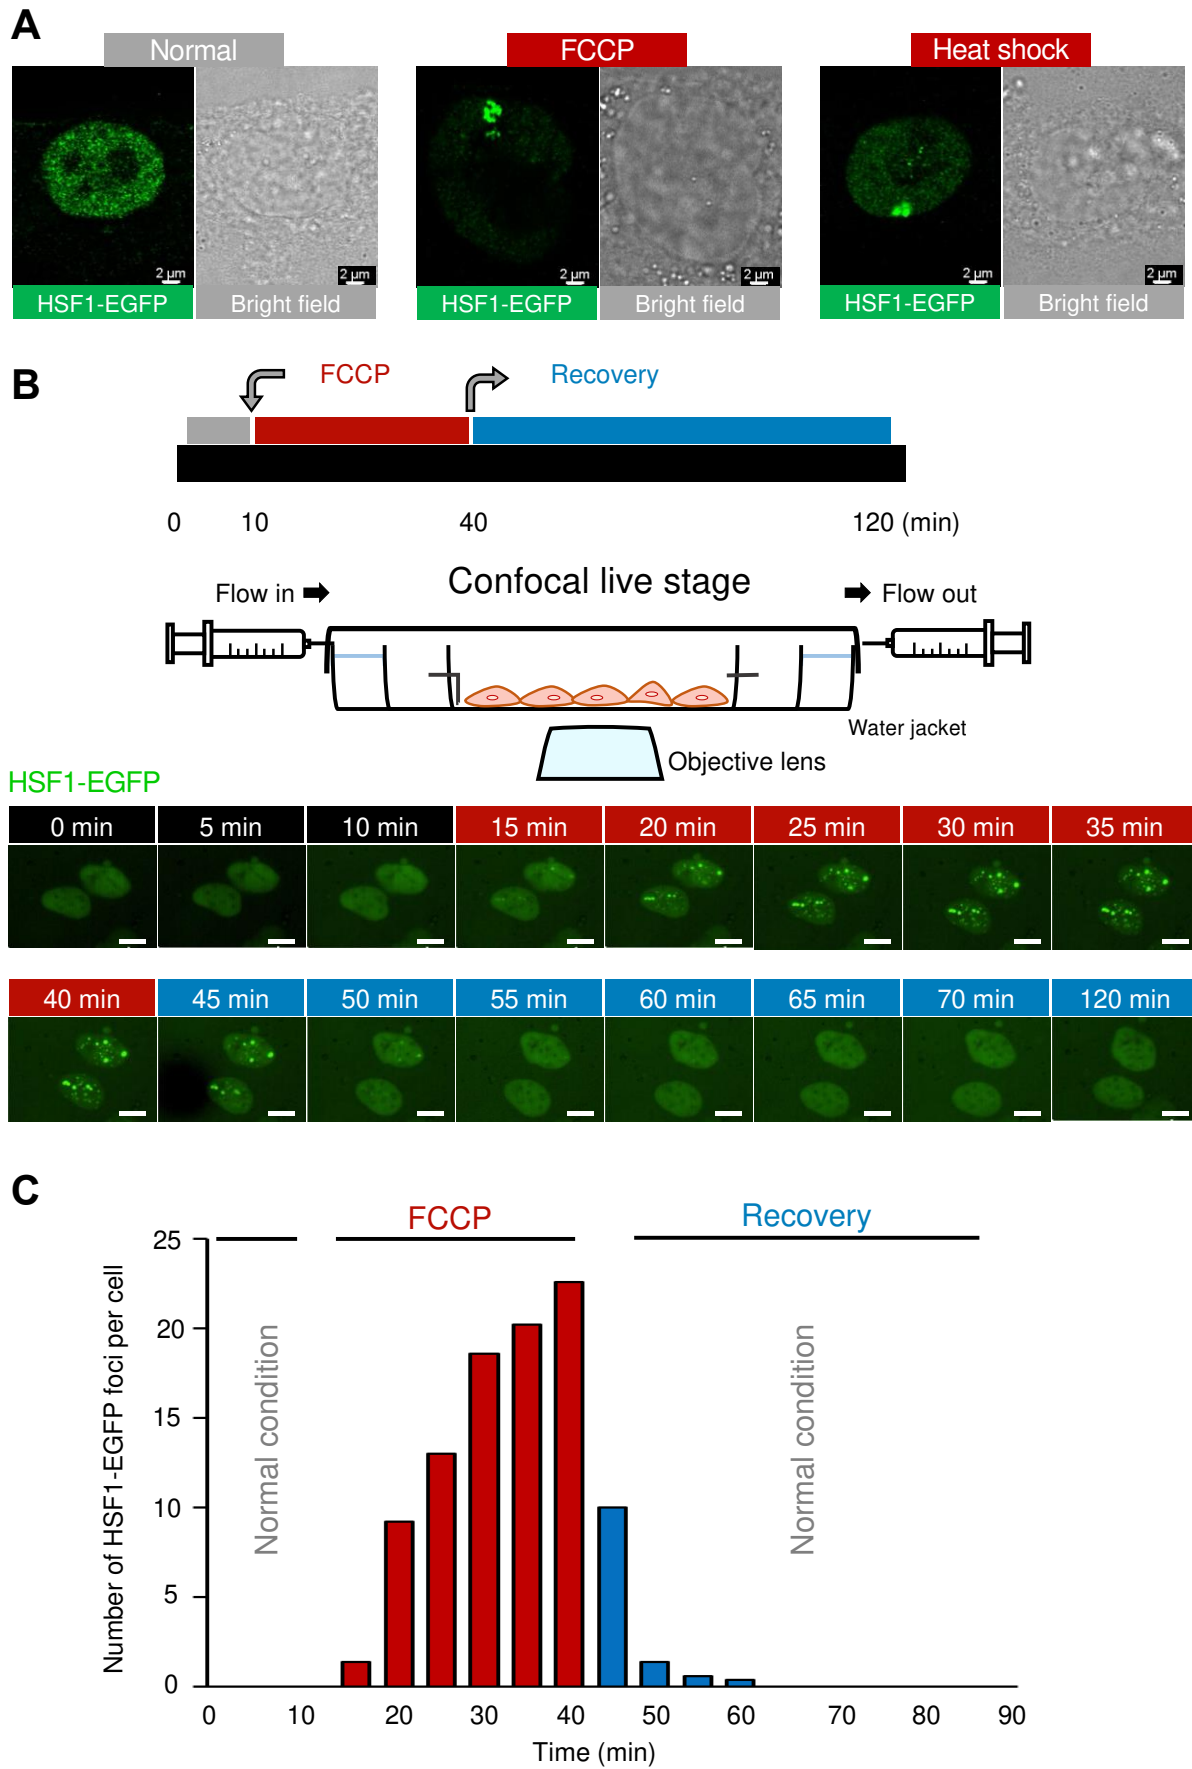 A
Normal
FCCP
Heat shock
2 µm
2 µm
2 µm
2 µm
2 µm
2 µm
HSF1-EGFP
Bright field
HSF1-EGFP
Bright field
HSF1-EGFP
Bright field
B
FCCP
Recovery
0 10 40 120 (min)
Confocal live stage
Flow in
Flow out
Water jacket
Objective lens
HSF1-EGFP
0 min 5 min 10 min 15 min 20 min 25 min 30 min 35 min
40 min 45 min 50 min 55 min 60 min 65 min 70 min 120 min
C
FCCP
Recovery
25
20
15
10
5
0
Number of HSF1-EGFP foci per cell
Normal condition
Normal condition
0 10 20 30 40 50 60 70 80 90
Time (min)